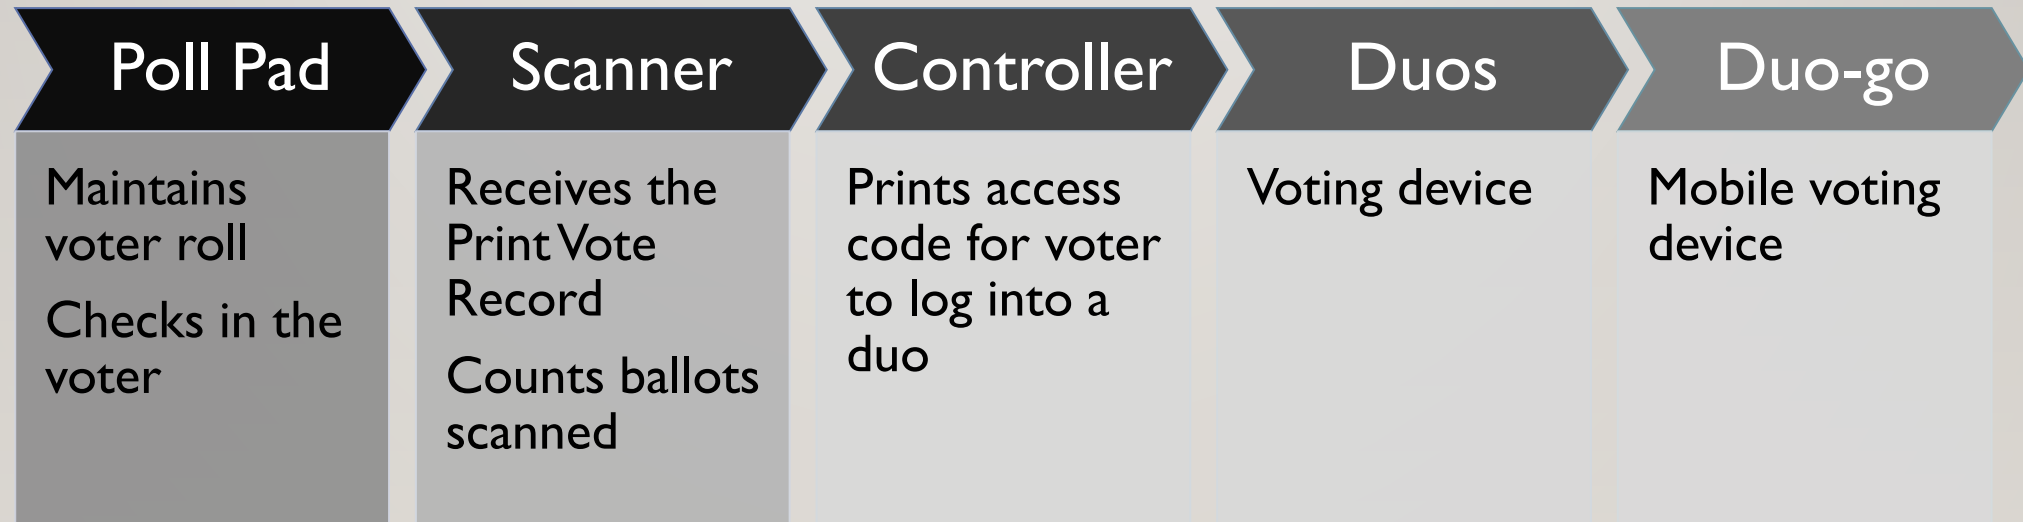 Poll Pad
Maintains
voter roll
Checks in the
voter
Scanner
Receives the
Print Vote
Record
Counts ballots
scanned
Controller
Prints access
code for voter
to log into a
duo
Duos
Voting device
Duo-go
Mobile voting
device